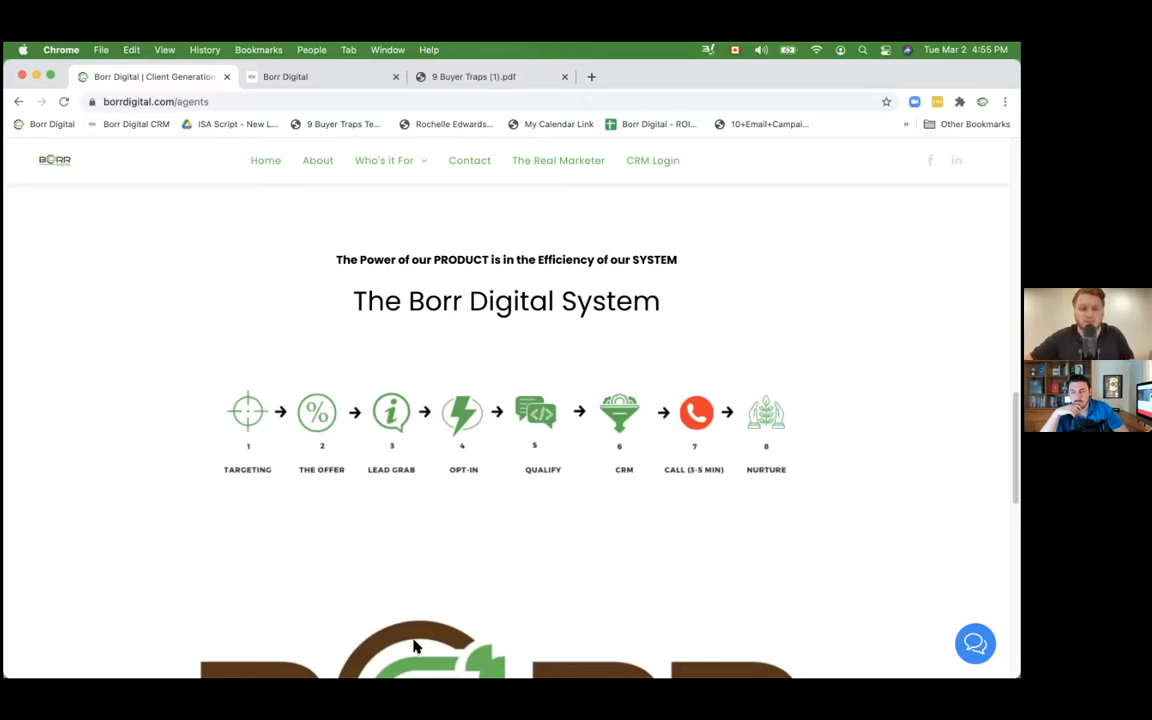 Chrome File Edit View History Bookmarks People Tab Window Help Tue Mar 2 4:55 PM
Borr Digital | Client Generation Borr Digital 9 Buyer Traps (1).pdf
borrdigital.com/agents
Borr Digital Borr Digital CRM ISA Script - New L... 9 Buyer Traps Te... Rochelle Edwards... My Calendar Link Borr Digital - ROI... 10+Email+Campai... » Other Bookmarks
BORR Home About Who's it For Contact The Real Marketer CRM Login
The Power of our PRODUCT is in the Efficiency of our SYSTEM
The Borr Digital System
1 2 3 4 5 6 7 8
TARGETING THE OFFER LEAD GRAB OPT-IN QUALIFY CRM CALL (3-5 MIN) NURTURE
BORR